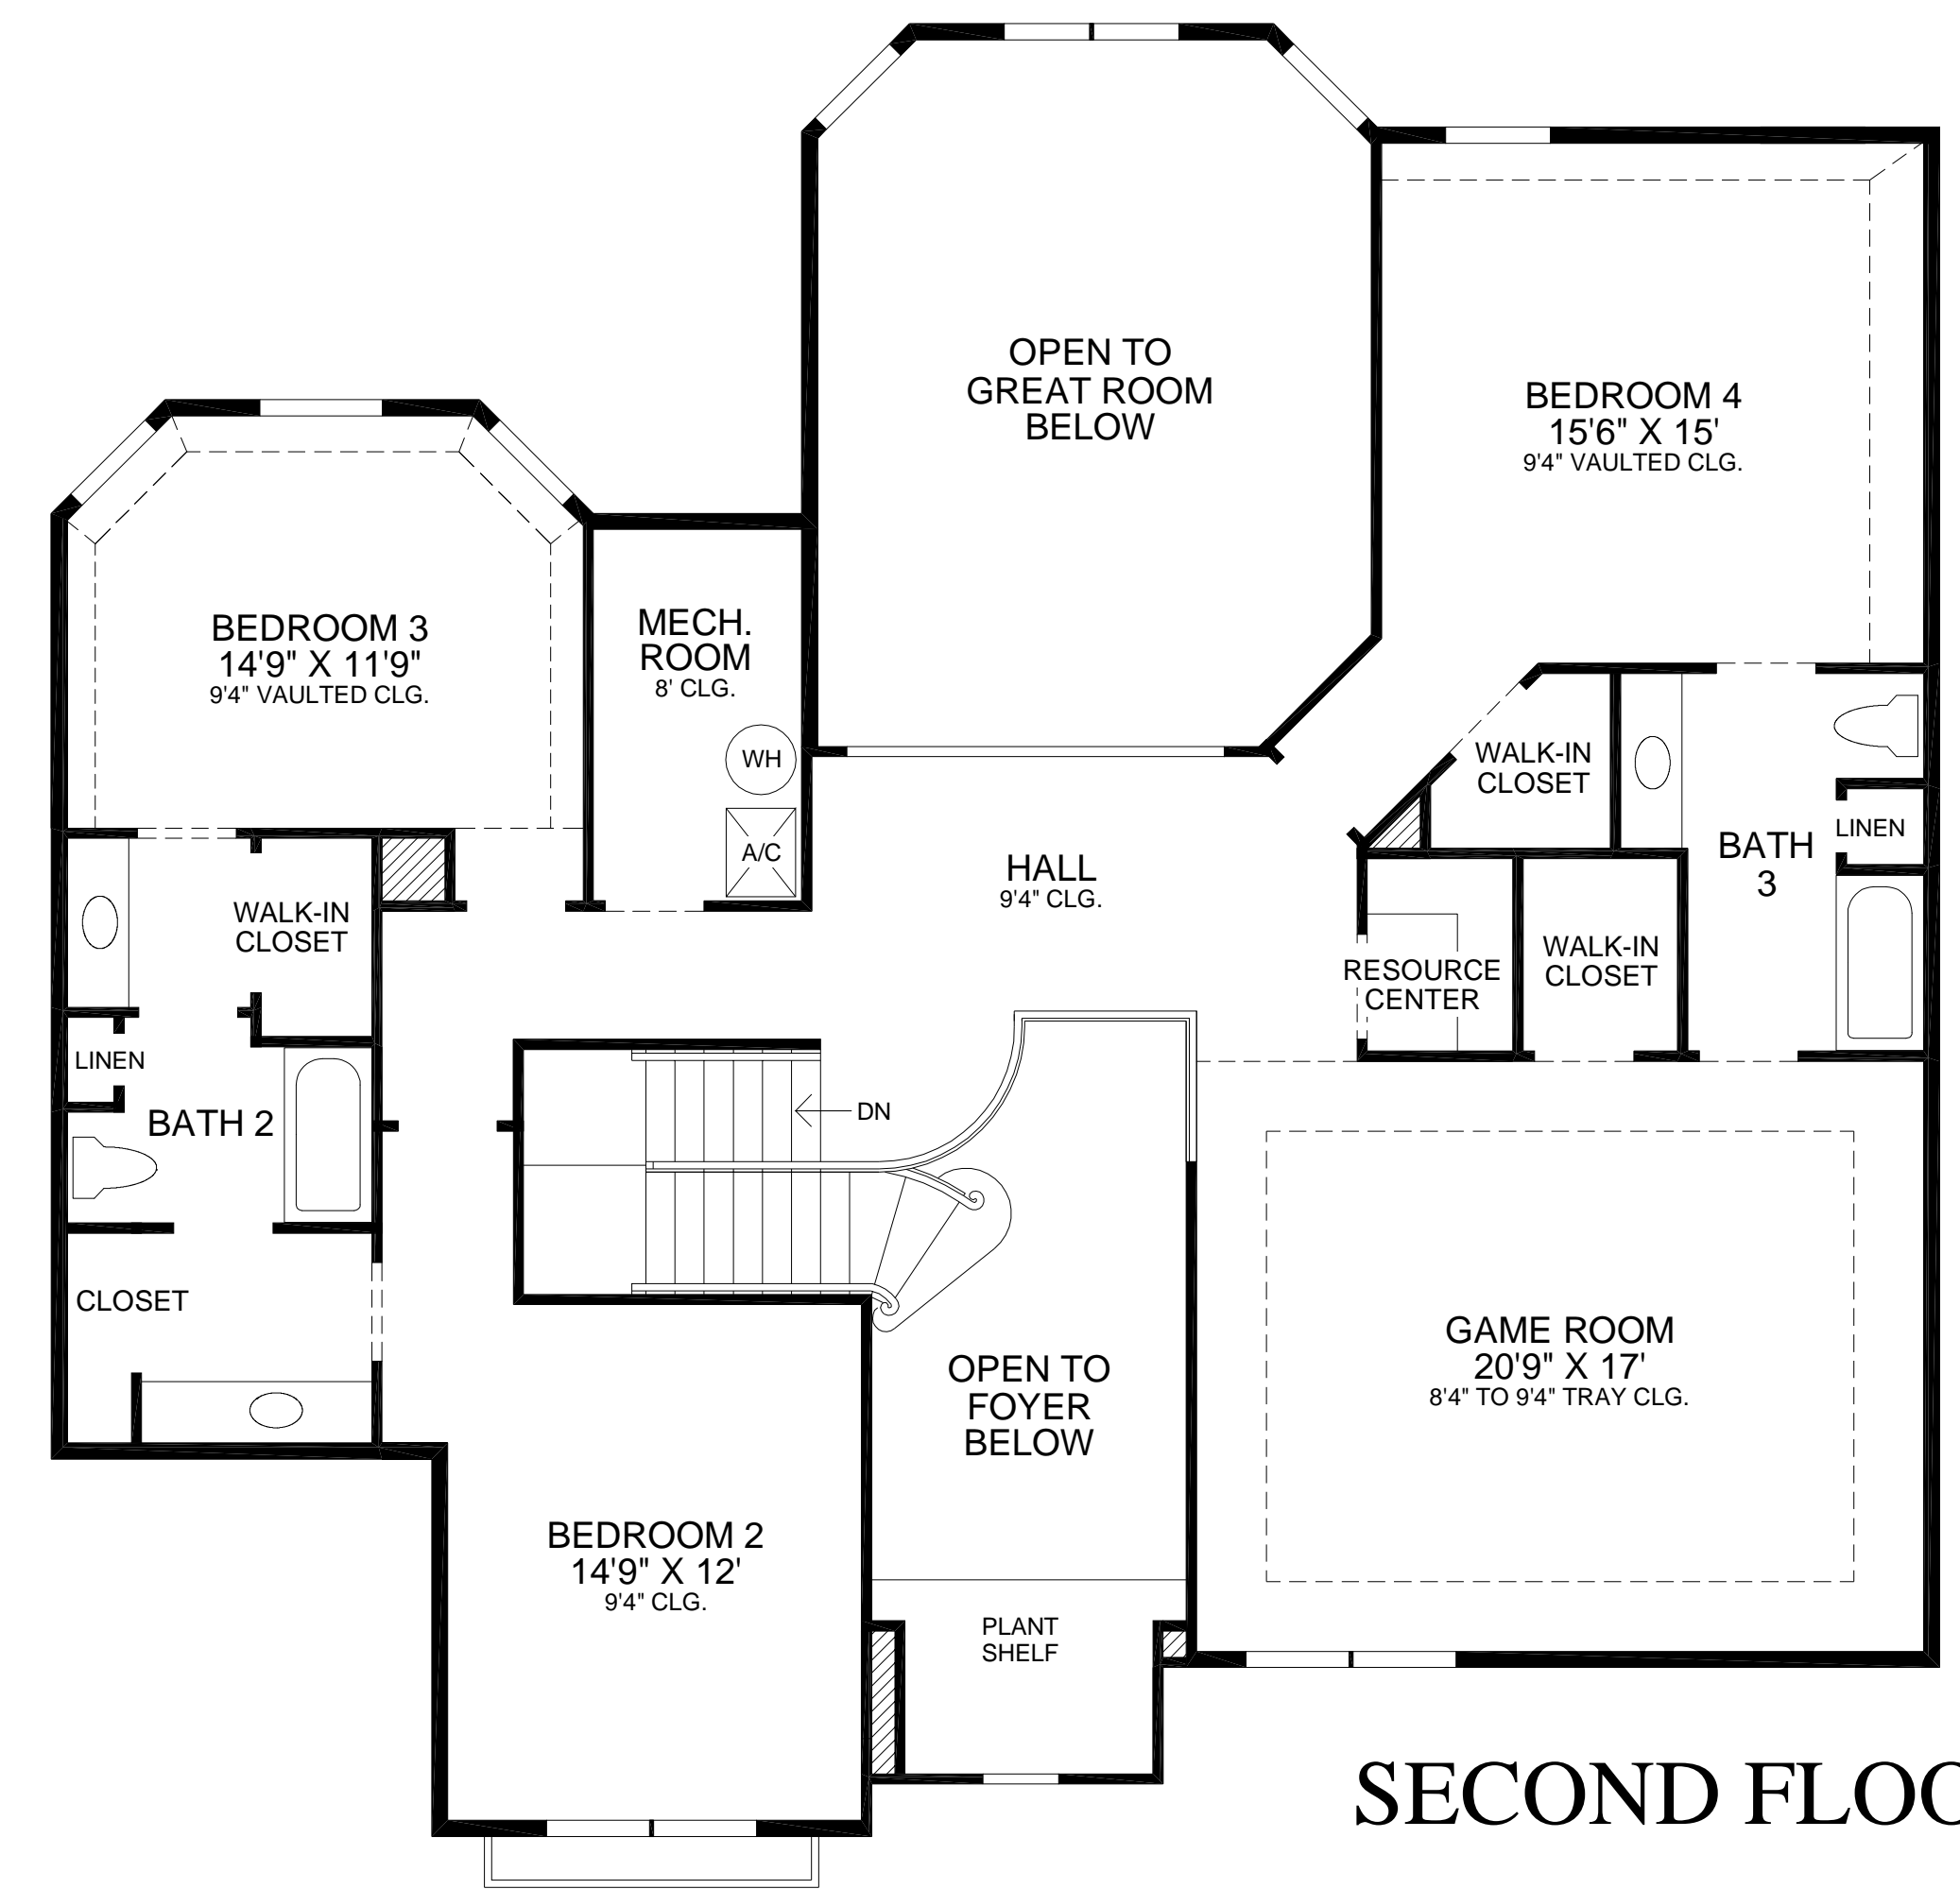 OPEN TO
GREAT ROOM
BELOW
BEDROOM 4
15'6" X 15'
9'4" VAULTED CLG.
BEDROOM 3
14'9" X 11'9"
9'4" VAULTED CLG.
MECH.
ROOM
8' CLG.
WH
A/C
WALK-IN
CLOSET
LINEN
BATH
3
HALL
9'4" CLG.
WALK-IN
CLOSET
RESOURCE
CENTER
WALK-IN
CLOSET
LINEN
BATH 2
DN
CLOSET
GAME ROOM
20'9" X 17'
8'4" TO 9'4" TRAY CLG.
OPEN TO
FOYER
BELOW
BEDROOM 2
14'9" X 12'
9'4" CLG.
PLANT
SHELF
SECOND FLOO